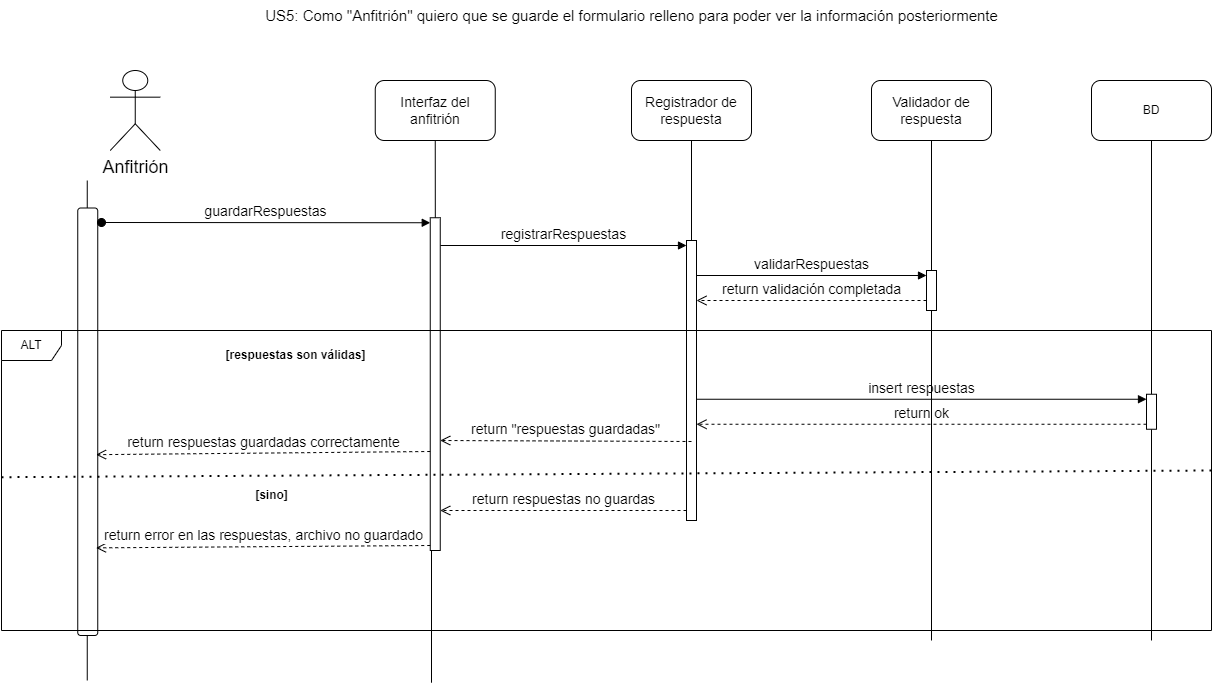 US5: Como "Anfitrión" quiero que se guarde el formulario relleno para poder ver la información posteriormente
Anfitrión
Interfaz del
anfitrión
Registrador de
respuesta
Validador de
respuesta
BD
guardarRespuestas
registrarRespuestas
validarRespuestas
return validación completada
ALT
[respuestas son válidas]
insert respuestas
return ok
return "respuestas guardadas"
return respuestas guardadas correctamente
[sino]
return respuestas no guardas
return error en las respuestas, archivo no guardado